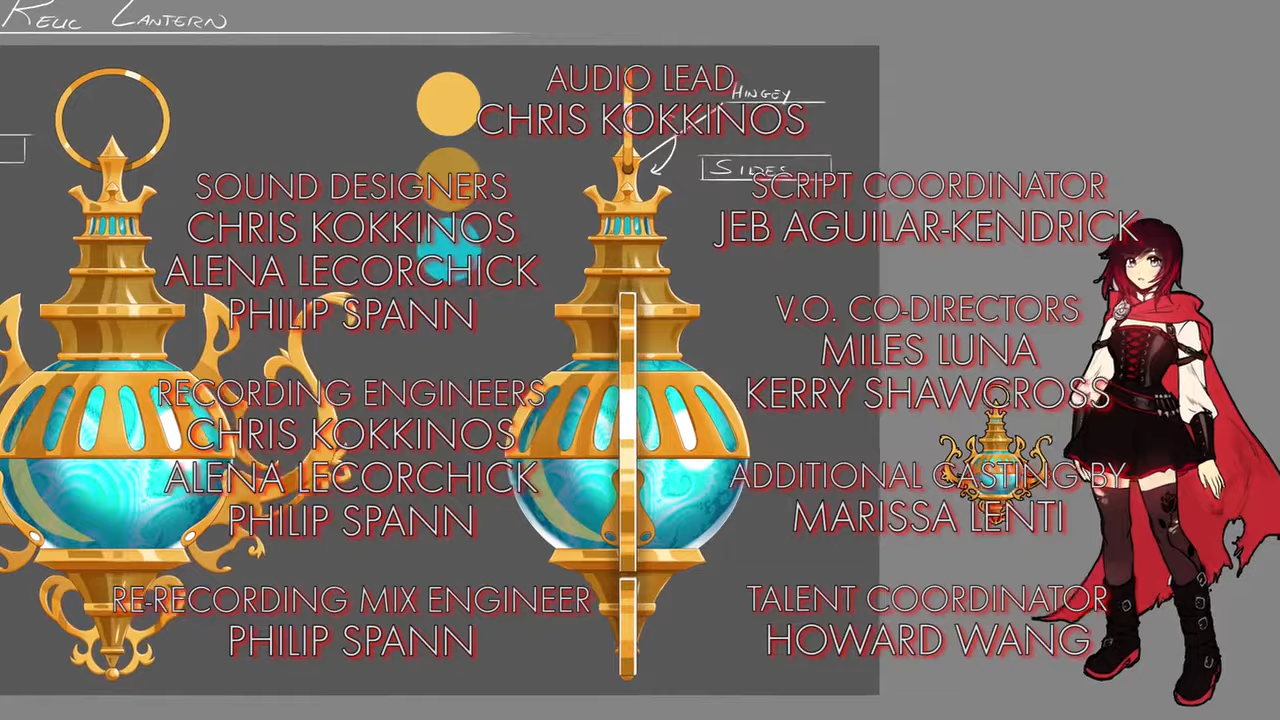 RELIC LANTERN
AUDIO LEAD
CHRIS KOKKINOS
HINGEY
SIDES
SOUND DESIGNERS
CHRIS KOKKINOS
ALENA LECORCHICK
PHILIP SPANN
RECORDING ENGINEERS
CHRIS KOKKINOS
ALENA LECORCHICK
PHILIP SPANN
RE-RECORDING MIX ENGINEER
PHILIP SPANN
SCRIPT COORDINATOR
JEB AGUILAR-KENDRICK
V.O. CO-DIRECTORS
MILES LUNA
KERRY SHAWCROSS
ADDITIONAL CASTING BY
MARISSA LENTI
TALENT COORDINATOR
HOWARD WANG